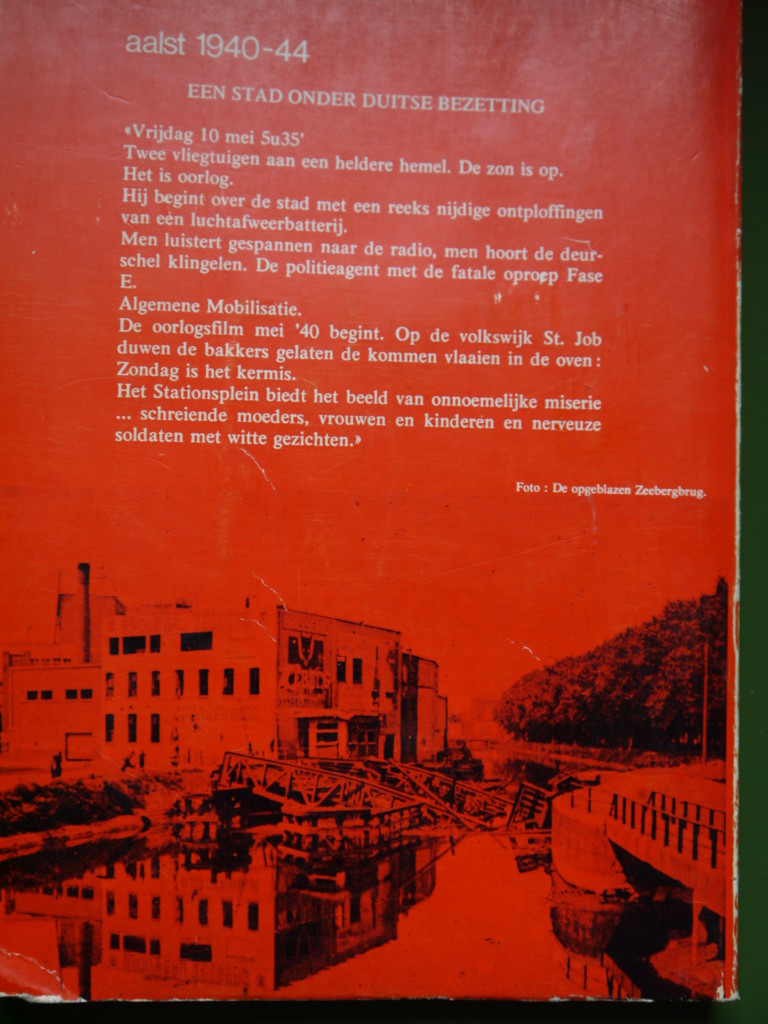 aalst 1940-44
EEN STAD ONDER DUITSE BEZETTING
«Vrijdag 10 mei 5u35'
Twee vliegtuigen aan een heldere hemel. De zon is op.
Het is oorlog.
Hij begint over de stad met een reeks nijdige ontploffingen
van een luchtafweerbatterij.
Men luistert gespannen naar de radio, men hoort de deur-
schel klingelen. De politieagent met de fatale oproep Fase
E.
Algemene Mobilisatie.
De oorlogsfilm mei '40 begint. Op de volkswijk St. Job
duwen de bakkers gelaten de kommen vlaaien in de oven :
Zondag is het kermis.
Het Stationsplein biedt het beeld van onnoemelijke miserie
... schreiende moeders, vrouwen en kinderen en nerveuze
soldaten met witte gezichten.»
Foto : De opgeblazen Zeebergbrug.